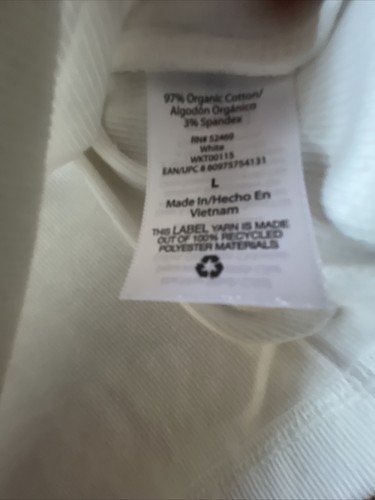 97% Organic Cotton/
Algodón Orgánico
3% Spandex
RN# 52469
White
WKT00115
EAN/UPC # 80975754131
L
Made In/Hecho En
Vietnam
THIS LABEL YARN IS MADE
OUT OF 100% RECYCLED
POLYESTER MATERIALS